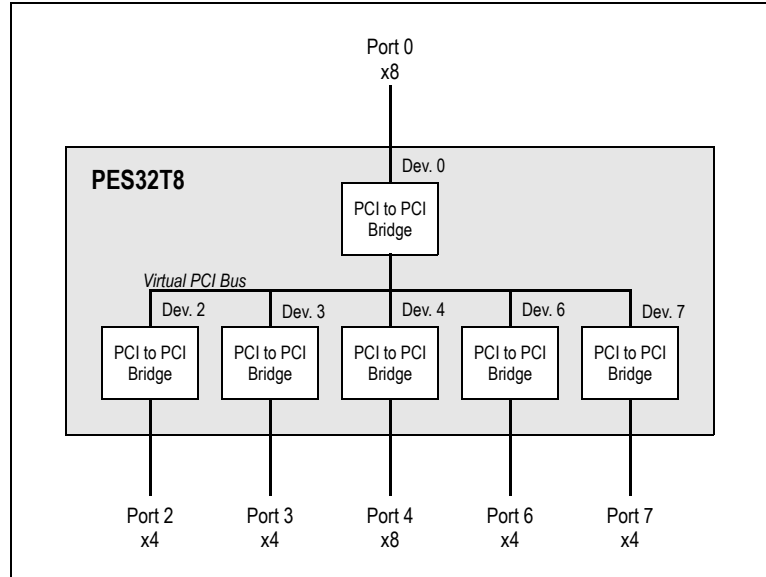 Port 0
x8
Dev. 0
PES32T8
PCI to PCI
Bridge
Virtual PCI Bus
Dev. 2
Dev. 3
Dev. 4
Dev. 6
Dev. 7
PCI to PCI
Bridge
PCI to PCI
Bridge
PCI to PCI
Bridge
PCI to PCI
Bridge
PCI to PCI
Bridge
Port 2
x4
Port 3
x4
Port 4
x8
Port 6
x4
Port 7
x4